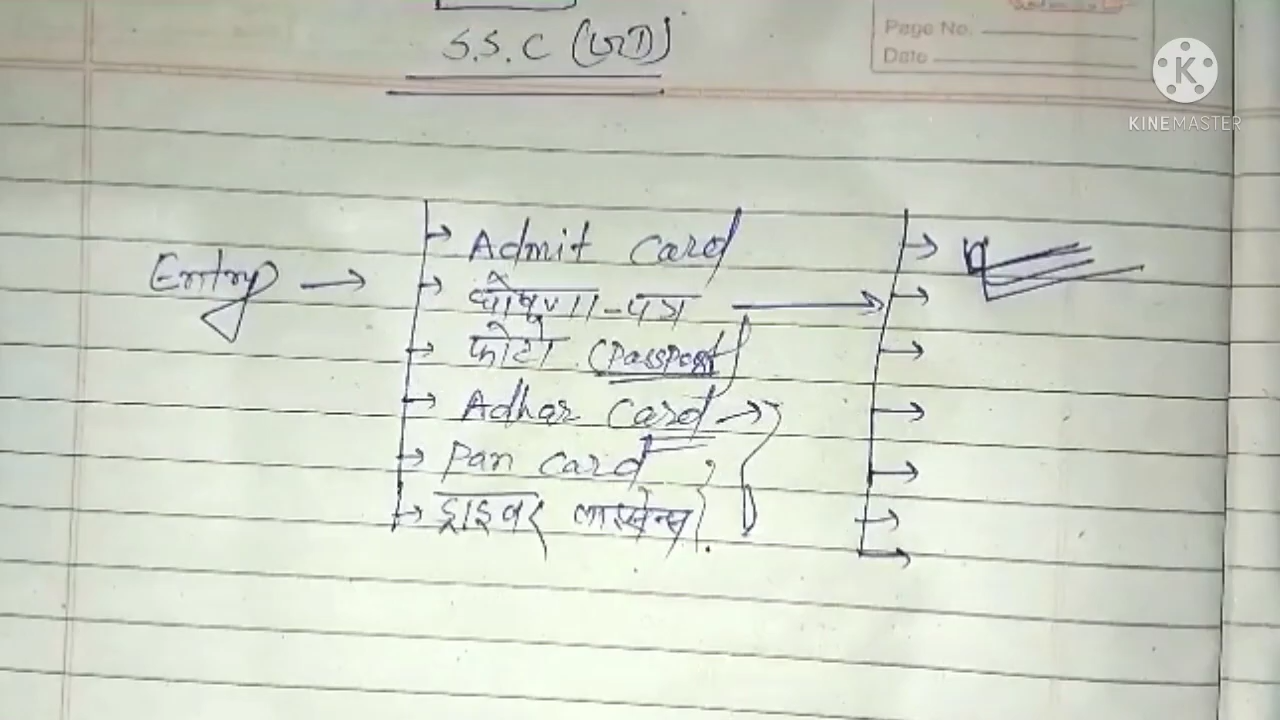 S.S.C (GD)
Page No.
Date
KINEMASTER
Entry
Admit card
घोषणा-पत्र
फोटो (Passport
Adhar card
Pan card
ड्राइवर लाइसेन्स